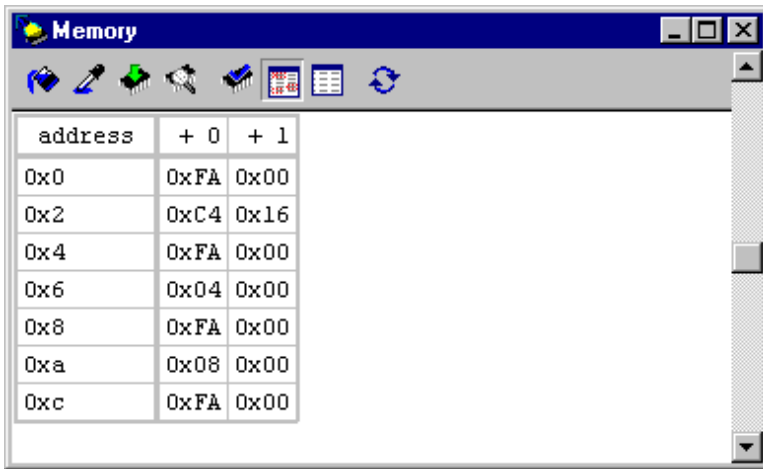 Memory
address + 0 + 1
0x0 0xFA 0x00
0x2 0xC4 0x16
0x4 0xFA 0x00
0x6 0x04 0x00
0x8 0xFA 0x00
0xa 0x08 0x00
0xc 0xFA 0x00